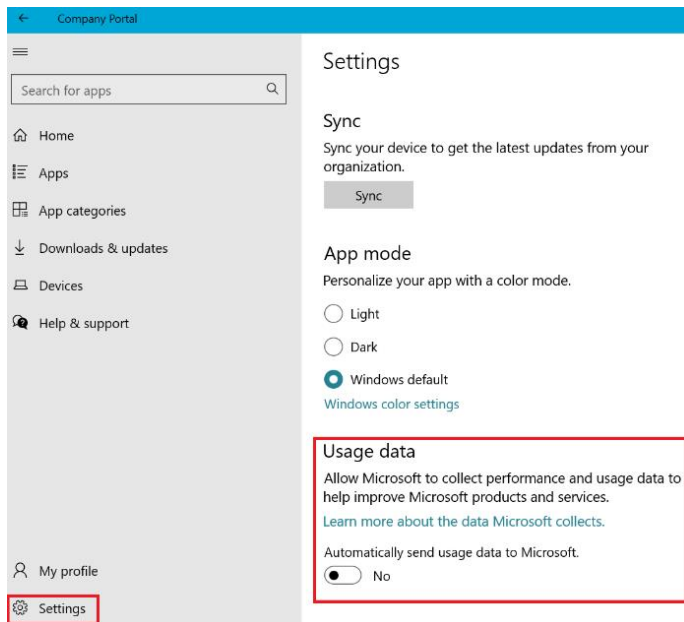 Company Portal
Search for apps
Home
Apps
App categories
Downloads & updates
Devices
Help & support
My profile
Settings
Settings
Sync
Sync your device to get the latest updates from your
organization.
Sync
App mode
Personalize your app with a color mode.
Light
Dark
Windows default
Windows color settings
Usage data
Allow Microsoft to collect performance and usage data to
help improve Microsoft products and services.
Learn more about the data Microsoft collects.
Automatically send usage data to Microsoft.
No